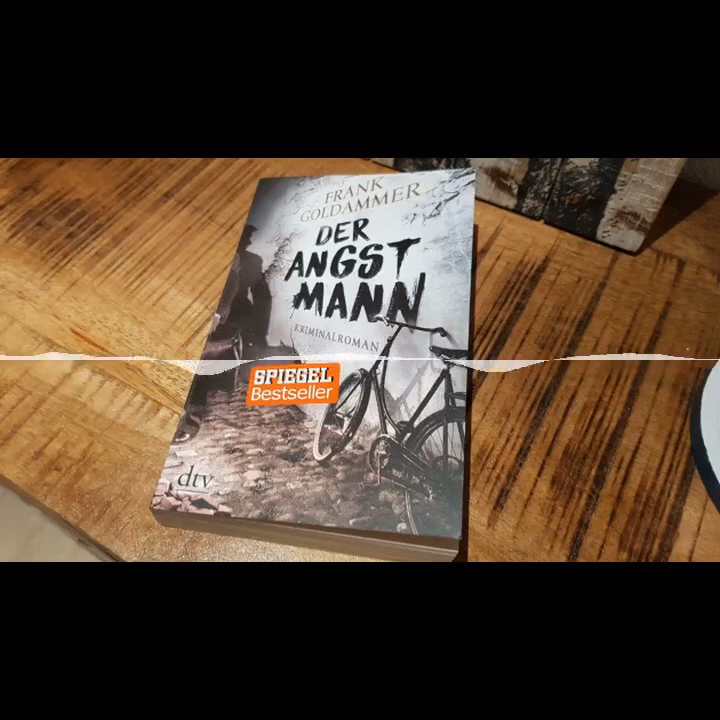 FRANK
GOLDAMMER
DER
ANGST
MANN
KRIMINALROMAN
SPIEGEL
Bestseller
dtv